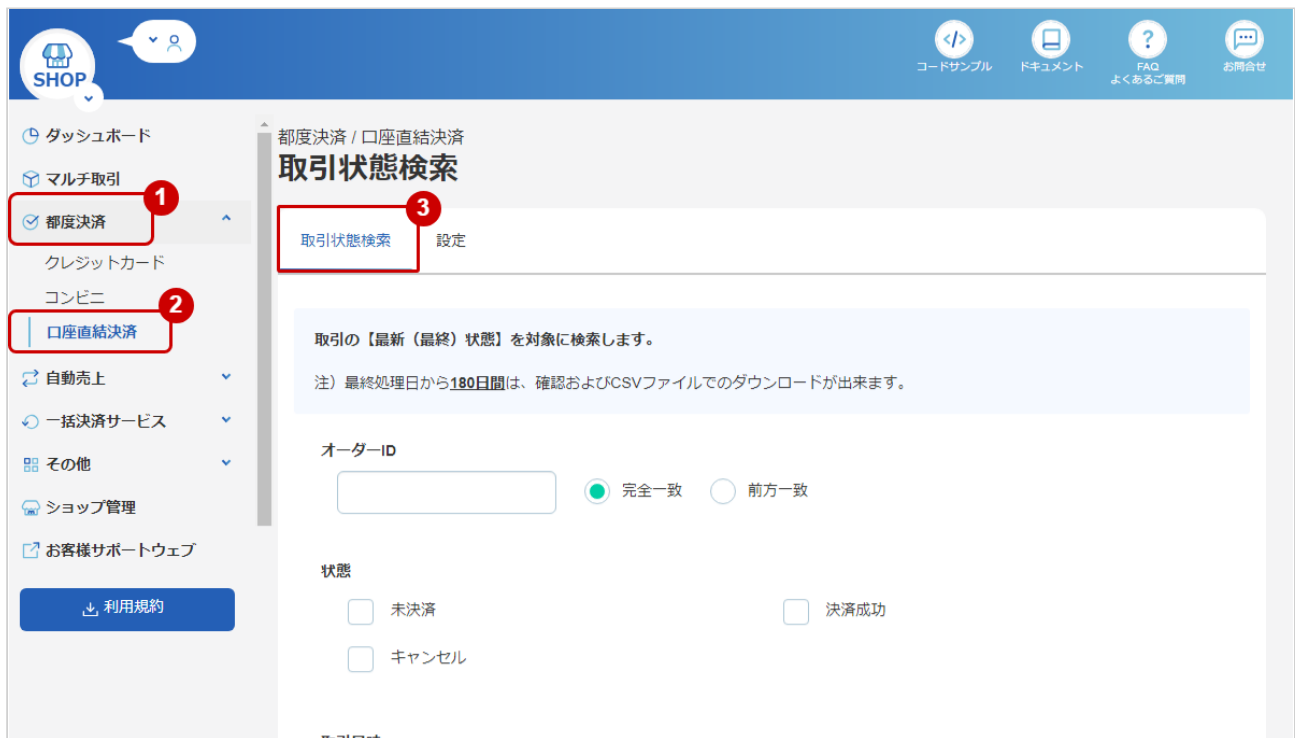 SHOP
コードサンプル
ドキュメント
FAQ
よくあるご質問
お問合せ
ダッシュボード
マルチ取引
1
都度決済
クレジットカード
コンビニ
2
口座直結決済
自動売上
一括決済サービス
その他
ショップ管理
お客様サポートウェブ
利用規約
都度決済 / 口座直結決済
取引状態検索
3
取引状態検索
設定
取引の【最新（最終）状態】を対象に検索します。
注）最終処理日から180日間は、確認およびCSVファイルでのダウンロードが出来ます。
オーダーID
完全一致
前方一致
状態
未決済
決済成功
キャンセル